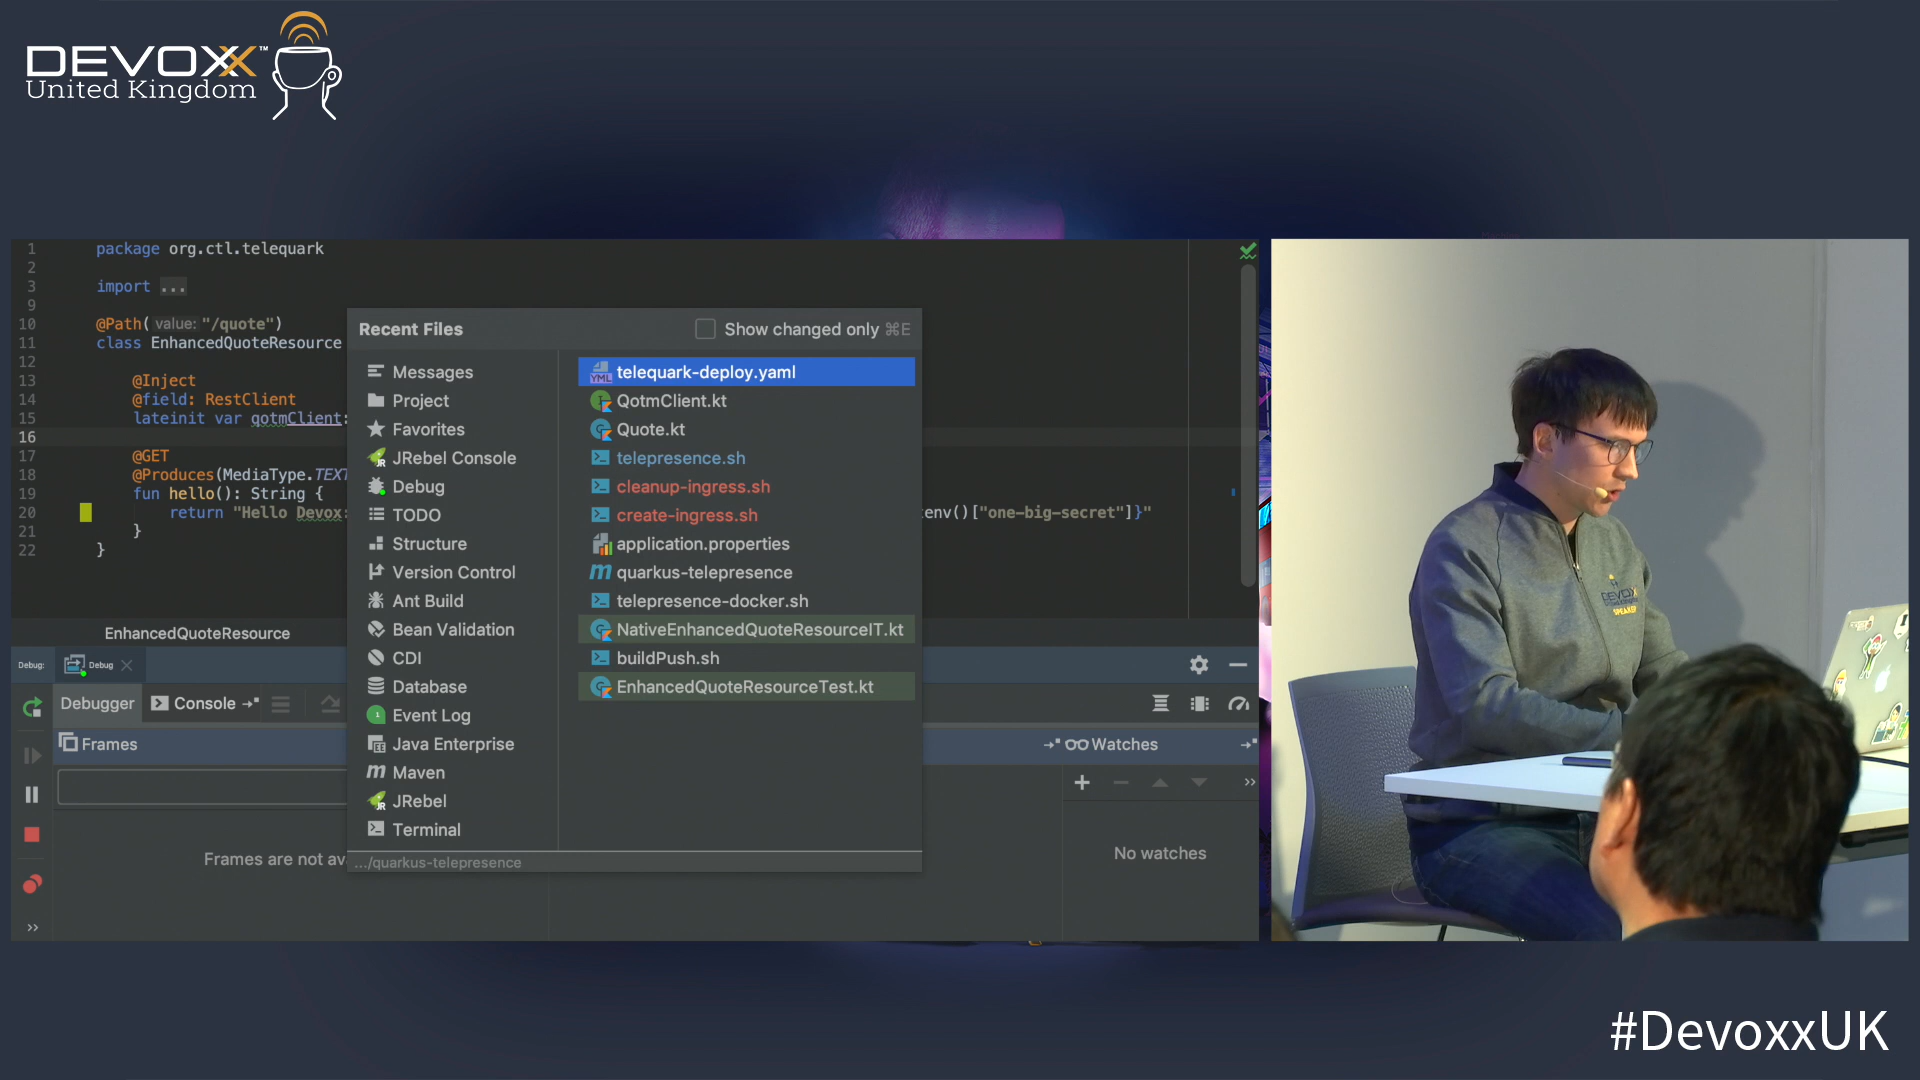 DEVOXX™
United Kingdom
1 package org.ctl.telequark
2
3 import ...
9
10 @Path( value: "/quote")
11 class EnhancedQuoteResource
12
13 @Inject
14 @field: RestClient
15 lateinit var qotmClient:
16
17 @GET
18 @Produces(MediaType.TEXT
19 fun hello(): String {
20 return "Hello Devox env()["one-big-secret"]}"
21 }
22 }
Recent Files
Show changed only ⌘E
Messages
Project
Favorites
JRebel Console
Debug
TODO
Structure
Version Control
Ant Build
Bean Validation
CDI
Database
Event Log
Java Enterprise
Maven
JRebel
Terminal
telequark-deploy.yaml
QotmClient.kt
Quote.kt
telepresence.sh
cleanup-ingress.sh
create-ingress.sh
application.properties
quarkus-telepresence
telepresence-docker.sh
NativeEnhancedQuoteResourceIT.kt
buildPush.sh
EnhancedQuoteResourceTest.kt
.../quarkus-telepresence
EnhancedQuoteResource
Debug: Debug
Debugger Console
Frames
Watches
Frames are not av
No watches
DEVOXX
SPEAKER
#DevoxxUK